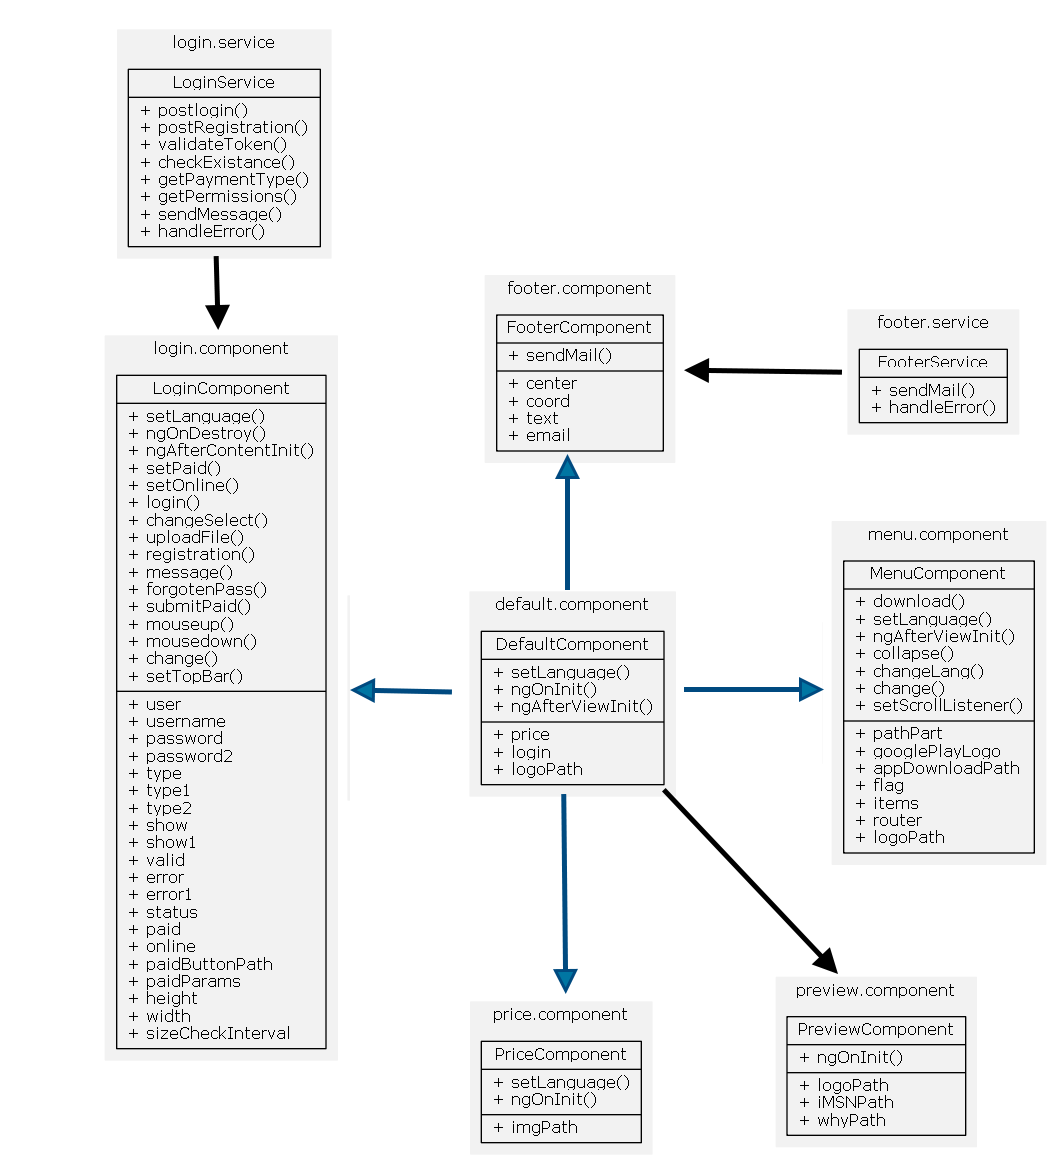 login.service
LoginService
+ postlogin()
+ postRegistration()
+ validateToken()
+ checkExistance()
+ getPaymentType()
+ getPermissions()
+ sendMessage()
+ handleError()
login.component
LoginComponent
+ setLanguage()
+ ngOnDestroy()
+ ngAfterContentInit()
+ setPaid()
+ setOnline()
+ login()
+ changeSelect()
+ uploadFile()
+ registration()
+ message()
+ forgotenPass()
+ submitPaid()
+ mouseup()
+ mousedown()
+ change()
+ setTopBar()
+ user
+ username
+ password
+ password2
+ type
+ type1
+ type2
+ show
+ show1
+ valid
+ error
+ error1
+ status
+ paid
+ online
+ paidButtonPath
+ paidParams
+ height
+ width
+ sizeCheckInterval
footer.component
FooterComponent
+ sendMail()
+ center
+ coord
+ text
+ email
footer.service
FooterService
+ sendMail()
+ handleError()
default.component
DefaultComponent
+ setLanguage()
+ ngOnInit()
+ ngAfterViewInit()
+ price
+ login
+ logoPath
menu.component
MenuComponent
+ download()
+ setLanguage()
+ ngAfterViewInit()
+ collapse()
+ changeLang()
+ change()
+ setScrollListener()
+ pathPart
+ googlePlayLogo
+ appDownloadPath
+ flag
+ items
+ router
+ logoPath
price.component
PriceComponent
+ setLanguage()
+ ngOnInit()
+ imgPath
preview.component
PreviewComponent
+ ngOnInit()
+ logoPath
+ iMSNPath
+ whyPath